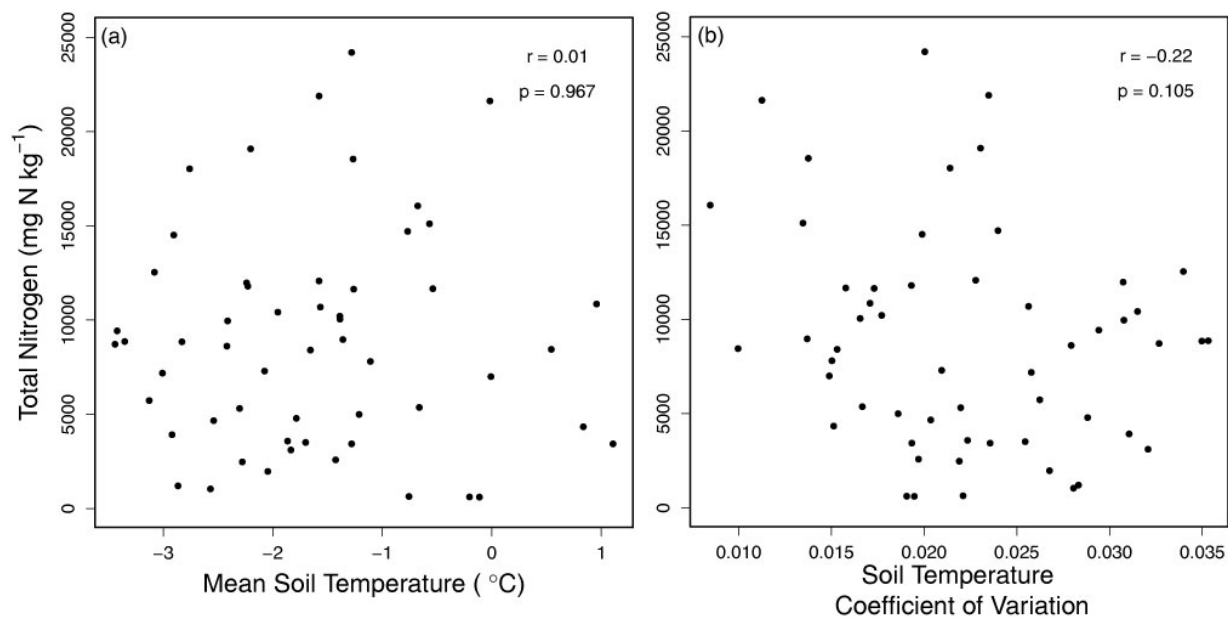 (a)
r = 0.01
p = 0.967
Total Nitrogen (mg N kg⁻¹)
25000
20000
15000
10000
5000
0
−3 −2 −1 0 1
Mean Soil Temperature ( °C)
(b)
r = −0.22
p = 0.105
25000
20000
15000
10000
5000
0
0.010 0.015 0.020 0.025 0.030 0.035
Soil Temperature
Coefficient of Variation